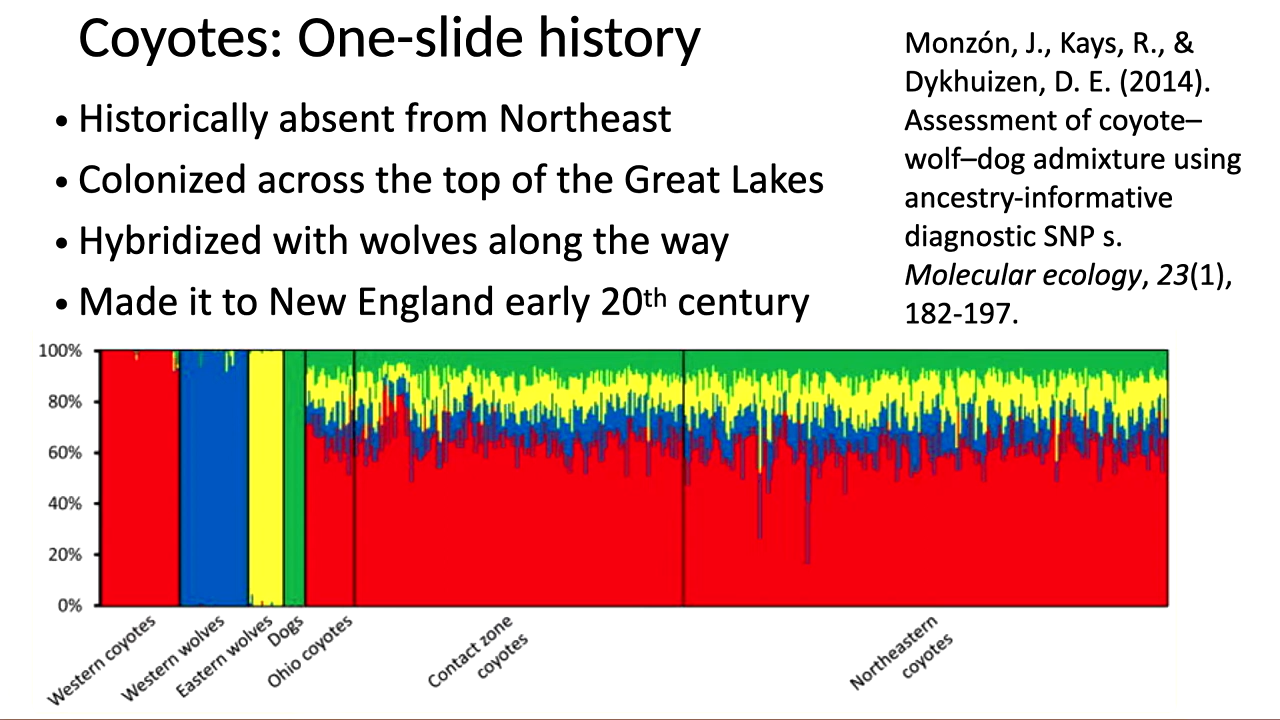 Coyotes: One-slide history
• Historically absent from Northeast
• Colonized across the top of the Great Lakes
• Hybridized with wolves along the way
• Made it to New England early 20th century
Monzón, J., Kays, R., &
Dykhuizen, D. E. (2014).
Assessment of coyote–
wolf–dog admixture using
ancestry-informative
diagnostic SNP s.
Molecular ecology, 23(1),
182-197.
100%
80%
60%
40%
20%
0%
Western coyotes
Western wolves
Eastern wolves
Dogs
Ohio coyotes
Contact zone
coyotes
Northeastern
coyotes